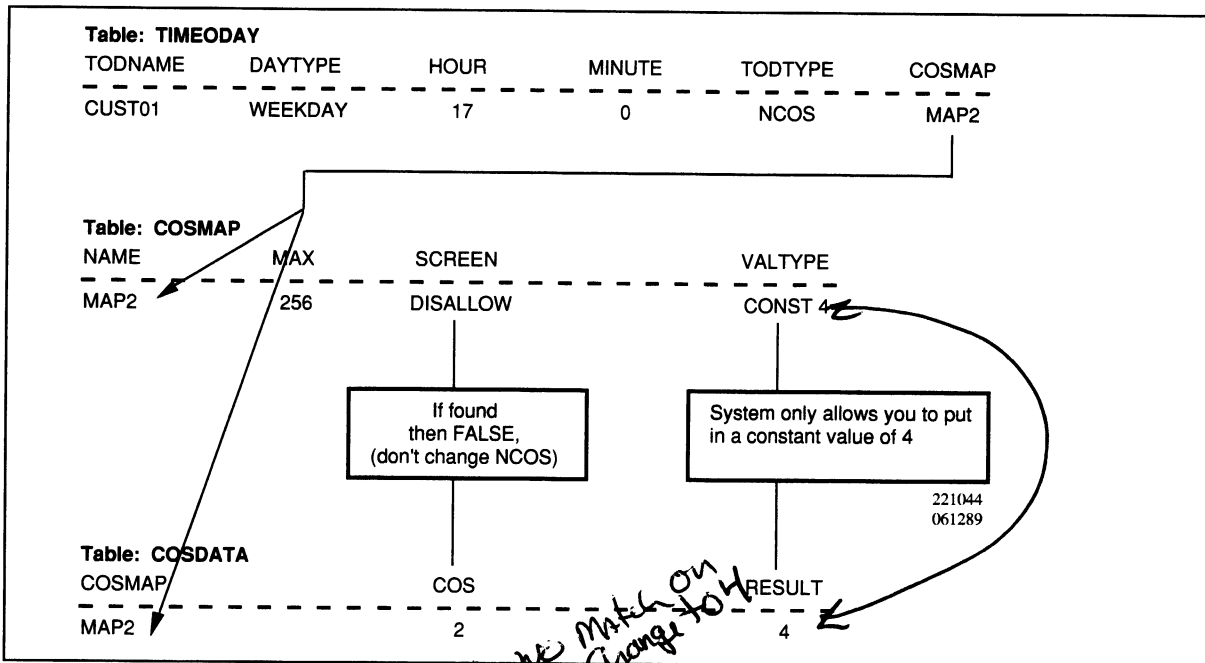 Table: TIMEODAY
TODNAME DAYTYPE HOUR MINUTE TODTYPE COSMAP
CUST01 WEEKDAY 17 0 NCOS MAP2
Table: COSMAP
NAME MAX SCREEN VALTYPE
MAP2 256 DISALLOW CONST 4
If found
then FALSE,
(don't change NCOS)
System only allows you to put
in a constant value of 4
221044
061289
Table: COSDATA
COSMAP COS RESULT
MAP2 2 4
Match On
change to 4